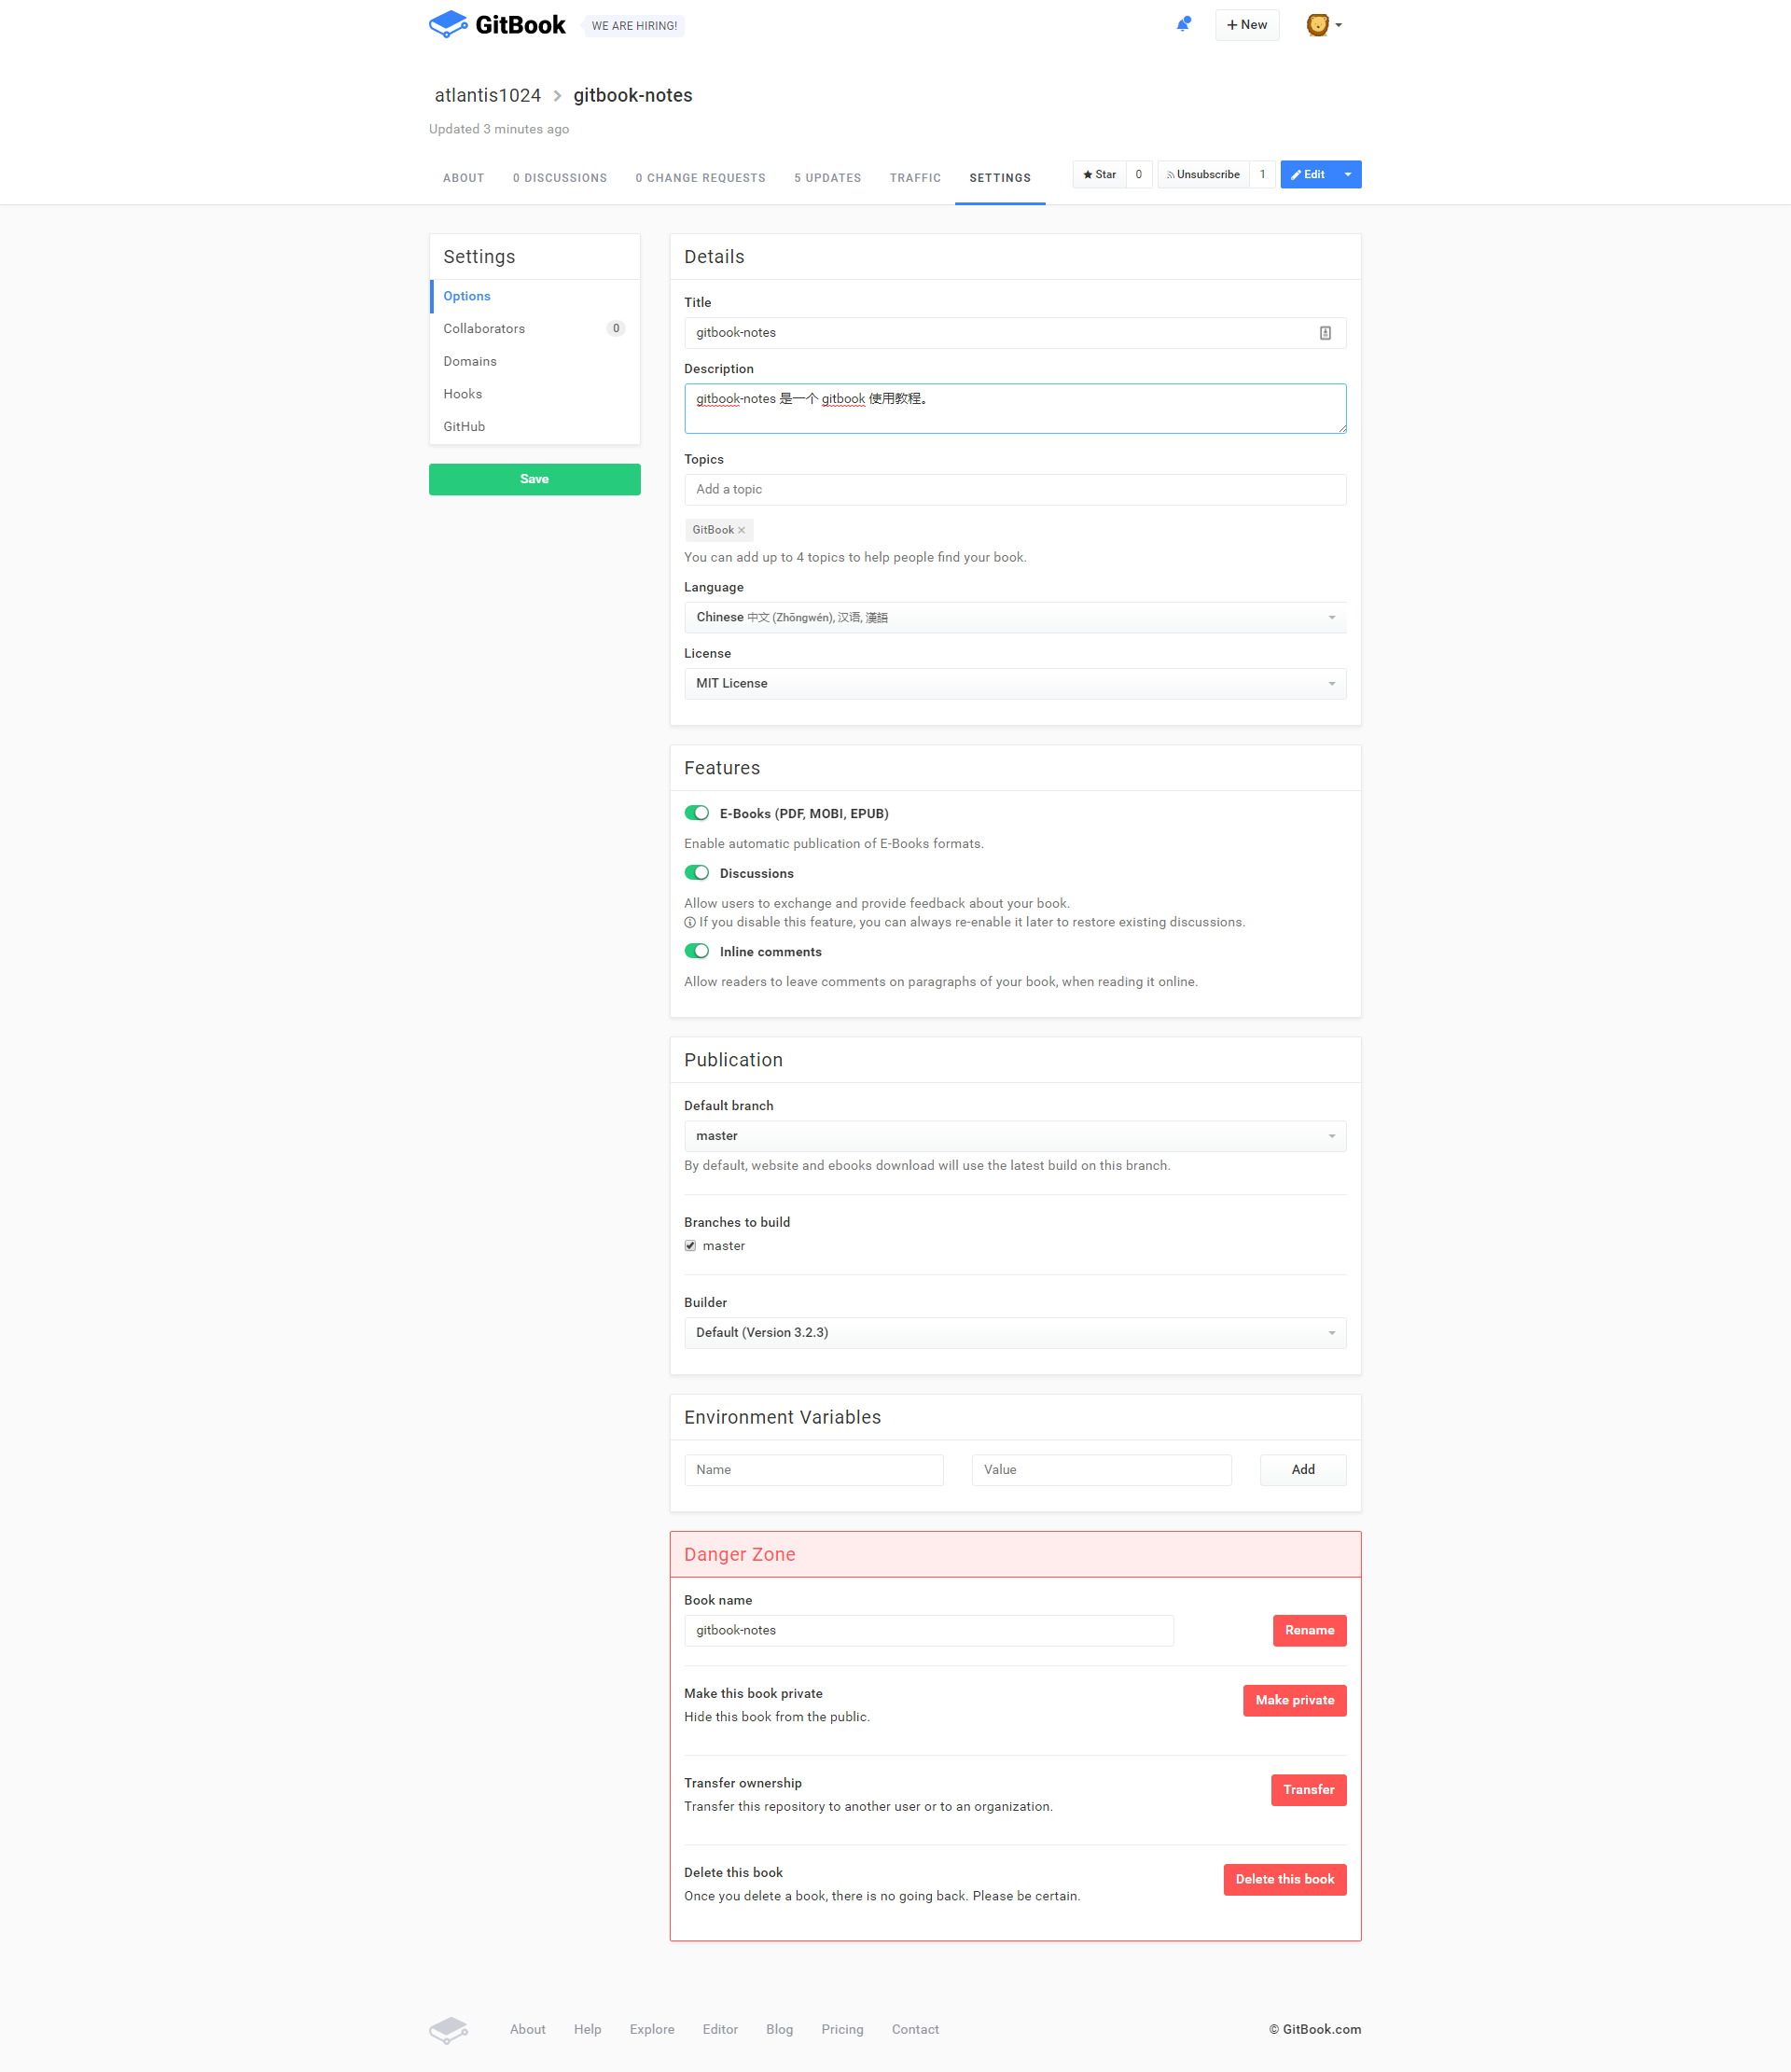 GitBook WE ARE HIRING! + New
atlantis1024 > gitbook-notes
Updated 3 minutes ago
ABOUT 0 DISCUSSIONS 0 CHANGE REQUESTS 5 UPDATES TRAFFIC SETTINGS Star 0 Unsubscribe 1 Edit
Settings
Options
Collaborators 0
Domains
Hooks
GitHub
Save
Details
Title
gitbook-notes
Description
gitbook-notes 是一个 gitbook 使用教程。
Topics
Add a topic
GitBook ×
You can add up to 4 topics to help people find your book.
Language
Chinese 中文 (Zhōngwén), 汉语, 漢語
License
MIT License
Features
E-Books (PDF, MOBI, EPUB)
Enable automatic publication of E-Books formats.
Discussions
Allow users to exchange and provide feedback about your book.
If you disable this feature, you can always re-enable it later to restore existing discussions.
Inline comments
Allow readers to leave comments on paragraphs of your book, when reading it online.
Publication
Default branch
master
By default, website and ebooks download will use the latest build on this branch.
Branches to build
master
Builder
Default (Version 3.2.3)
Environment Variables
Name Value Add
Danger Zone
Book name
gitbook-notes Rename
Make this book private
Make private
Hide this book from the public.
Transfer ownership
Transfer
Transfer this repository to another user or to an organization.
Delete this book
Delete this book
Once you delete a book, there is no going back. Please be certain.
About Help Explore Editor Blog Pricing Contact © GitBook.com